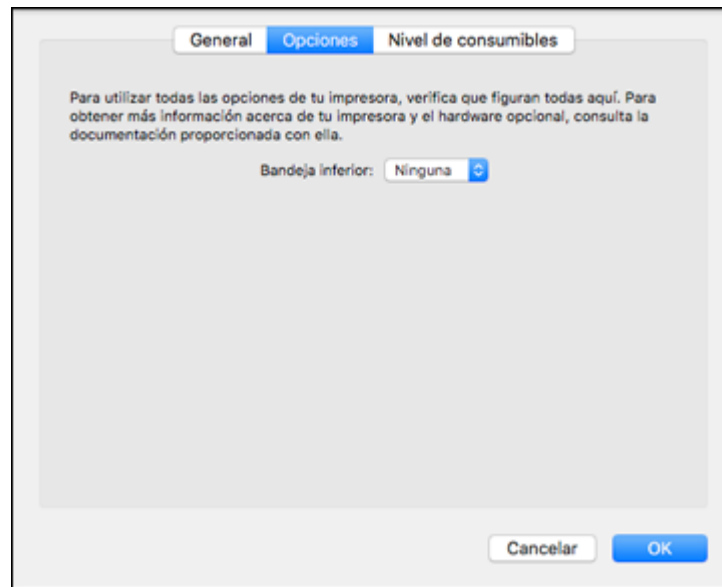 General Opciones Nivel de consumibles
Para utilizar todas las opciones de tu impresora, verifica que figuran todas aquí. Para
obtener más información acerca de tu impresora y el hardware opcional, consulta la
documentación proporcionada con ella.
Bandeja inferior: Ninguna
Cancelar OK